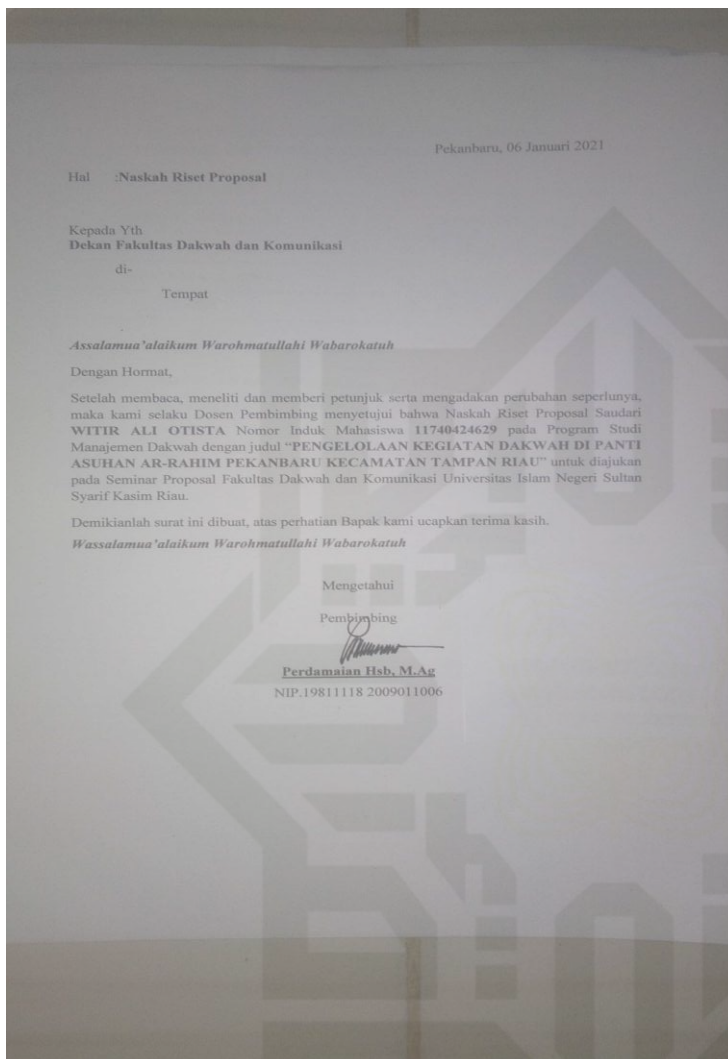 Pekanbaru, 06 Januari 2021
Hal :Naskah Riset Proposal
Kepada Yth
Dekan Fakultas Dakwah dan Komunikasi
di-
Tempat
Assalamua'alaikum Warohmatullahi Wabarokatuh
Dengan Hormat,
Setelah membaca, meneliti dan memberi petunjuk serta mengadakan perubahan seperlunya,
maka kami selaku Dosen Pembimbing menyetujui bahwa Naskah Riset Proposal Saudari
WITIR ALI OTISTA Nomor Induk Mahasiswa 11740424629 pada Program Studi
Manajemen Dakwah dengan judul “PENGELOLAAN KEGIATAN DAKWAH DI PANTI
ASUHAN AR-RAHIM PEKANBARU KECAMATAN TAMPAN RIAU” untuk diajukan
pada Seminar Proposal Fakultas Dakwah dan Komunikasi Universitas Islam Negeri Sultan
Syarif Kasim Riau.
Demikianlah surat ini dibuat, atas perhatian Bapak kami ucapkan terima kasih.
Wassalamua'alaikum Warohmatullahi Wabarokatuh
Mengetahui
Pembimbing
Perdamaian Hsb, M.Ag
NIP.19811118 2009011006